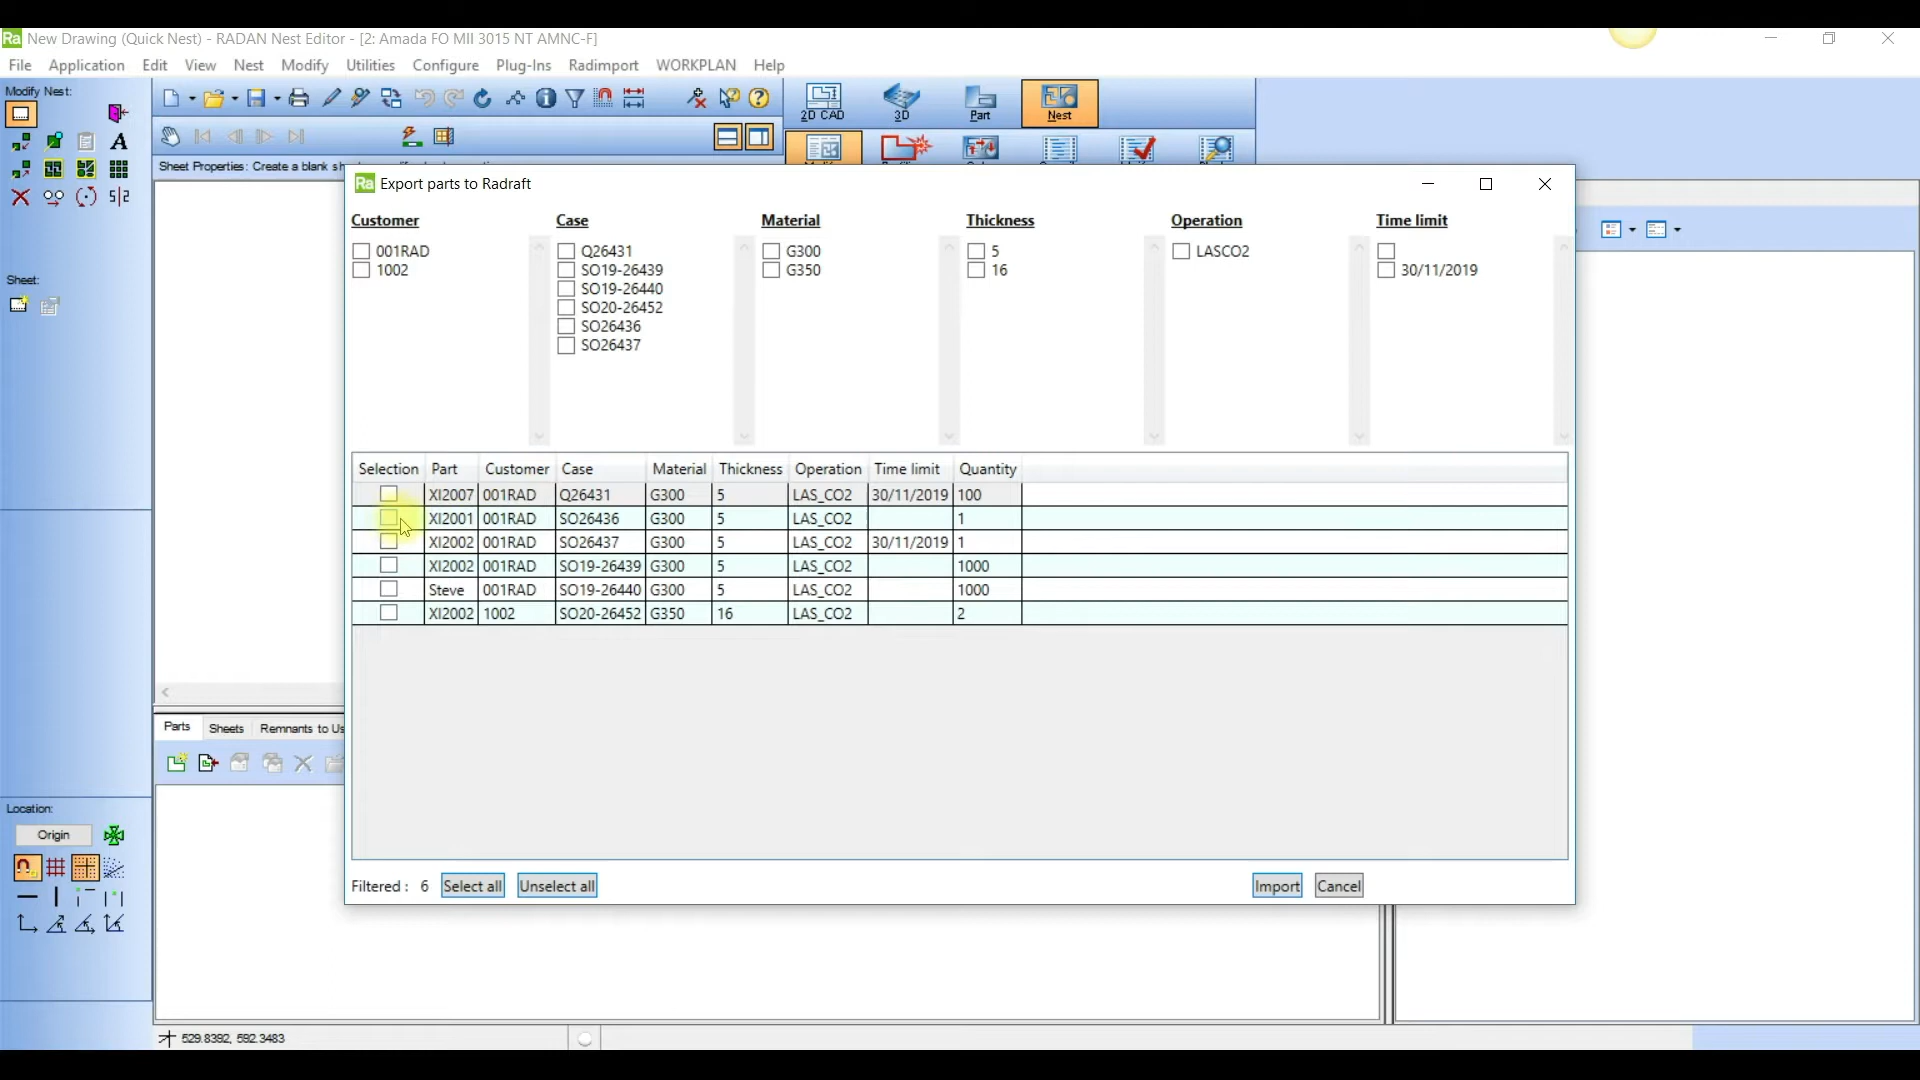 Ra New Drawing (Quick Nest) - RADAN Nest Editor - [2: Amada FO MII 3015 NT AMNC-F]
File Application Edit View Nest Modify Utilities Configure Plug-Ins Radimport WORKPLAN Help
Modify Nest:
2D CAD 3D Part Nest
Sheet Properties: Create a blank
Ra Export parts to Radraft
Customer Case Material Thickness Operation Time limit
001RAD Q26431 G300 5 LASCO2
1002 SO19-26439 G350 16 30/11/2019
SO19-26440
SO20-26452
SO26436
SO26437
Sheet:
Selection Part Customer Case Material Thickness Operation Time limit Quantity
XI2007 001RAD Q26431 G300 5 LAS_CO2 30/11/2019 100
XI2001 001RAD SO26436 G300 5 LAS_CO2 1
XI2002 001RAD SO26437 G300 5 LAS_CO2 30/11/2019 1
XI2002 001RAD SO19-26439 G300 5 LAS_CO2 1000
Steve 001RAD SO19-26440 G300 5 LAS_CO2 1000
XI2002 1002 SO20-26452 G350 16 LAS_CO2 2
Parts Sheets Remnants to Us
Location:
Origin
Filtered : 6 Select all Unselect all Import Cancel
529.8392, 592.3483